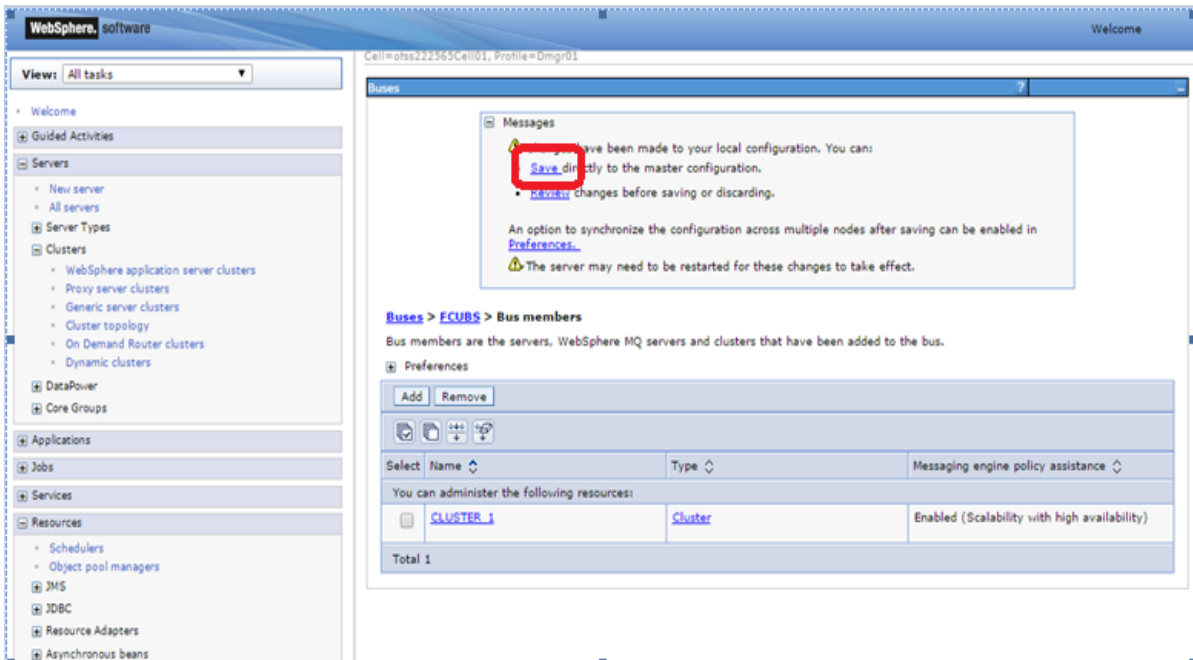 WebSphere. software
Welcome
View: All tasks
Cell=ofss222565Cell01, Profile=Dmgr01
Welcome
Guided Activities
Servers
New server
All servers
Server Types
Clusters
WebSphere application server clusters
Proxy server clusters
Generic server clusters
Cluster topology
On Demand Router clusters
Dynamic clusters
DataPower
Core Groups
Applications
Jobs
Services
Resources
Schedulers
Object pool managers
JMS
JDBC
Resource Adapters
Asynchronous beans
Buses
?
Messages
have been made to your local configuration. You can:
Save directly to the master configuration.
Review changes before saving or discarding.
An option to synchronize the configuration across multiple nodes after saving can be enabled in
Preferences.
The server may need to be restarted for these changes to take effect.
Buses > FCUBS > Bus members
Bus members are the servers, WebSphere MQ servers and clusters that have been added to the bus.
Preferences
Add Remove
Select Name Type Messaging engine policy assistance
You can administer the following resources:
CLUSTER_1 Cluster Enabled (Scalability with high availability)
Total 1